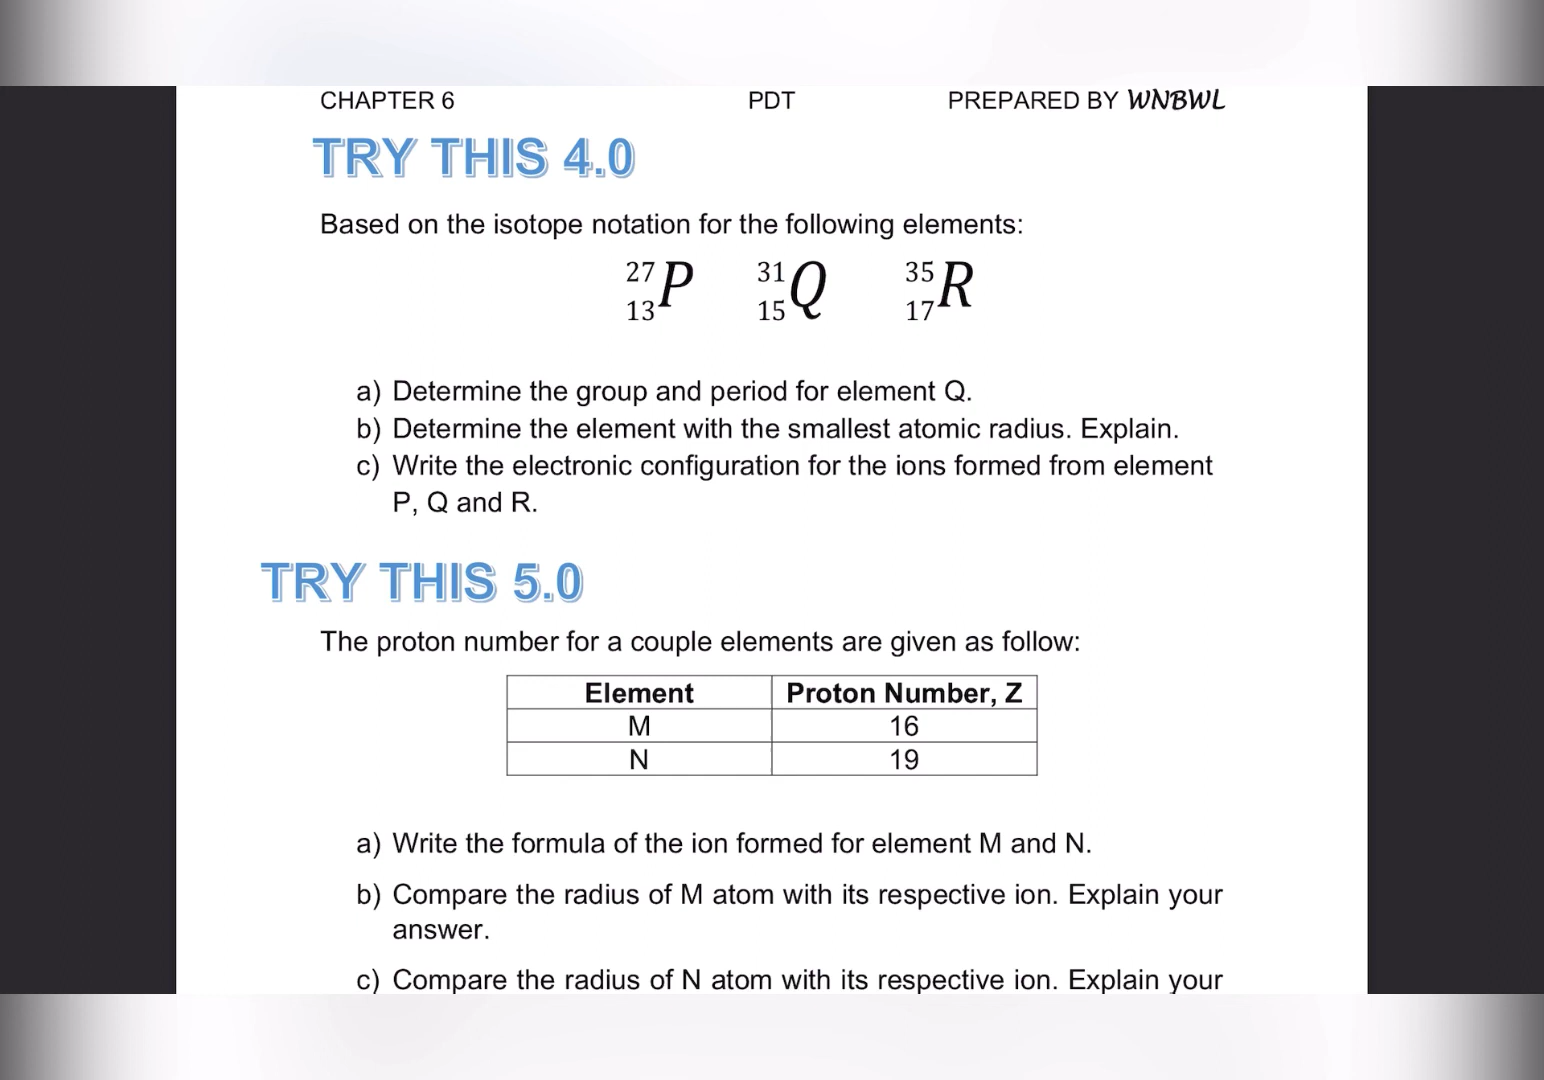 CHAPTER 6 PDT PREPARED BY WNBWL
TRY THIS 4.0
Based on the isotope notation for the following elements:
27 13 P 31 15 Q 35 17 R
a) Determine the group and period for element Q.
b) Determine the element with the smallest atomic radius. Explain.
c) Write the electronic configuration for the ions formed from element
P, Q and R.
TRY THIS 5.0
The proton number for a couple elements are given as follow:
Element Proton Number, Z
M 16
N 19
a) Write the formula of the ion formed for element M and N.
b) Compare the radius of M atom with its respective ion. Explain your
answer.
c) Compare the radius of N atom with its respective ion. Explain your